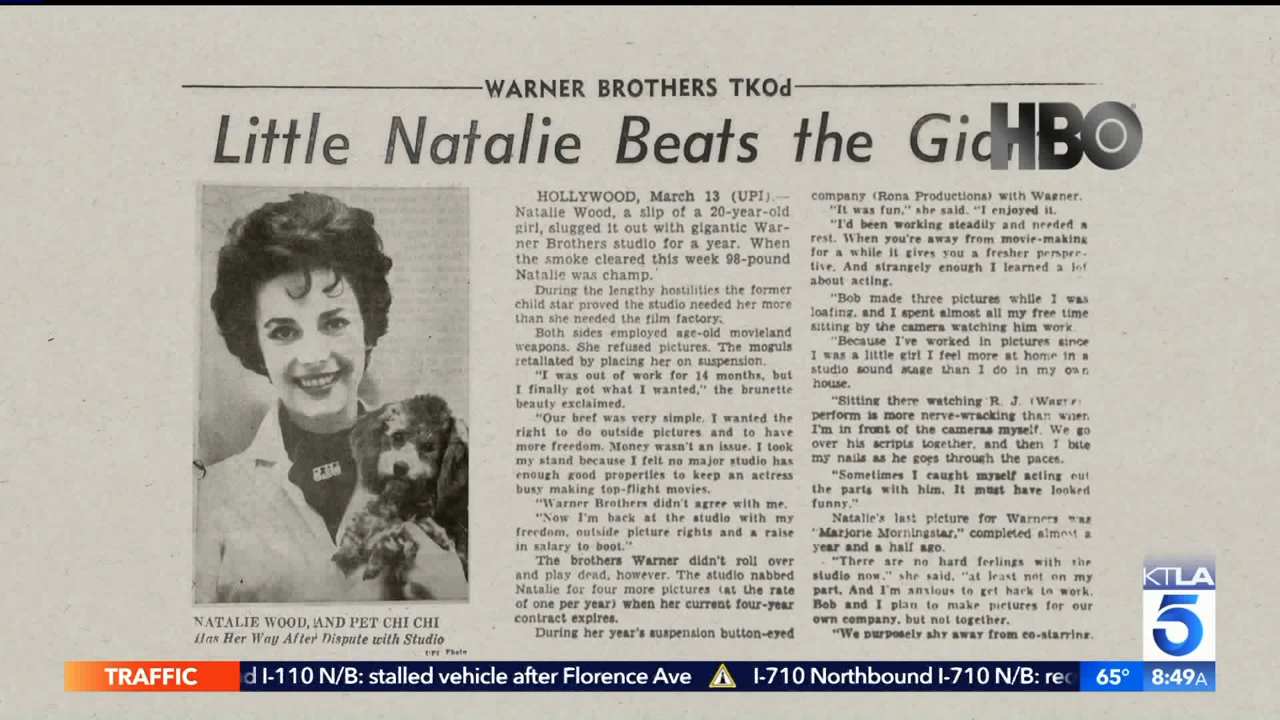 WARNER BROTHERS TKOd
Little Natalie Beats the Gia
HBO
HOLLYWOOD, March 13 (UPI).—
Natalie Wood, a slip of a 20-year-old
girl, slugged it out with gigantic War-
ner Brothers studio for a year. When
the smoke cleared this week 98-pound
Natalie was champ.
During the lengthy hostilities the former
child star proved the studio needed her more
than she needed the film factory.
Both sides employed age-old movieland
weapons. She refused pictures. The moguls
retaliated by placing her on suspension.
"I was out of work for 14 months, but
I finally got what I wanted," the brunette
beauty exclaimed.
"Our beef was very simple. I wanted the
right to do outside pictures and to have
more freedom. Money wasn't an issue. I took
my stand because I felt no major studio has
enough good properties to keep an actress
busy making top-flight movies.
"Warner Brothers didn't agree with me.
"Now I'm back at the studio with my
freedom, outside picture rights and a raise
in salary to boot."
The brothers Warner didn't roll over
and play dead, however. The studio nabbed
Natalie for four more pictures (at the rate
of one per year) when her current four-year
contract expires.
During her year's suspension button-eyed
company (Rona Productions) with Wagner.
"It was fun," she said. "I enjoyed it.
"I'd been working steadily and needed a
rest. When you're away from movie-making
for a while it gives you a fresher perspec-
tive. And strangely enough I learned a lot
about acting.
"Bob made three pictures while I was
loafing, and I spent almost all my free time
sitting by the camera watching him work.
"Because I've worked in pictures since
I was a little girl I feel more at home in a
studio sound stage than I do in my own
house.
"Sitting there watching R. J. (Wagner)
perform is more nerve-wracking than when
I'm in front of the cameras myself. We go
over his scripts together, and then I bite
my nails as he goes through the paces.
"Sometimes I caught myself acting out
the parts with him. It must have looked
funny."
Natalie's last picture for Warners was
"Marjorie Morningstar," completed almost a
year and a half ago.
"There are no hard feelings with the
studio now," she said, "at least not on my
part. And I'm anxious to get back to work.
Bob and I plan to make pictures for our
own company, but not together.
"We purposely shy away from co-starring.
NATALIE WOOD, AND PET CHI CHI
Has Her Way After Dispute with Studio
UPI Photo
KTLA
5
TRAFFIC
d I-110 N/B: stalled vehicle after Florence Ave I-710 Northbound I-710 N/B: rec
65° 8:49A